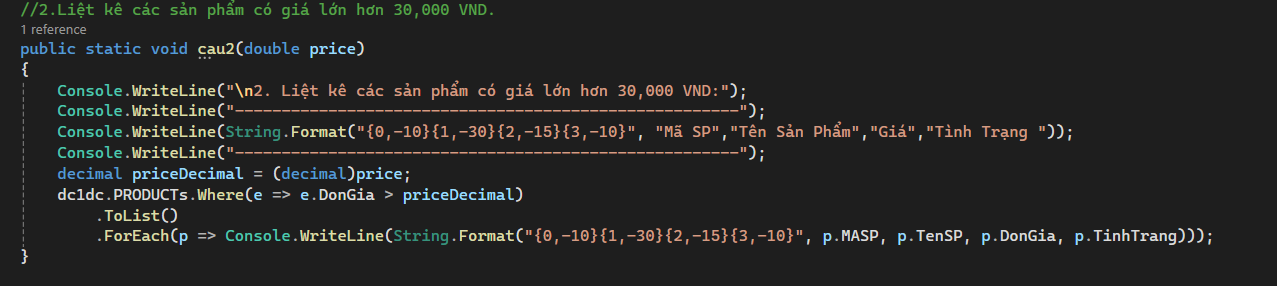 //2.Liệt kê các sản phẩm có giá lớn hơn 30,000 VND.
1 reference
public static void cau2(double price)
{
    Console.WriteLine("\n2. Liệt kê các sản phẩm có giá lớn hơn 30,000 VND:");
    Console.WriteLine("------------------------------------------------------");
    Console.WriteLine(String.Format("{0,-10}{1,-30}{2,-15}{3,-10}", "Mã SP","Tên Sản Phẩm","Giá","Tình Trạng "));
    Console.WriteLine("------------------------------------------------------");
    decimal priceDecimal = (decimal)price;
    dc1dc.PRODUCTs.Where(e => e.DonGia > priceDecimal)
        .ToList()
        .ForEach(p => Console.WriteLine(String.Format("{0,-10}{1,-30}{2,-15}{3,-10}", p.MASP, p.TenSP, p.DonGia, p.TinhTrang)));
}